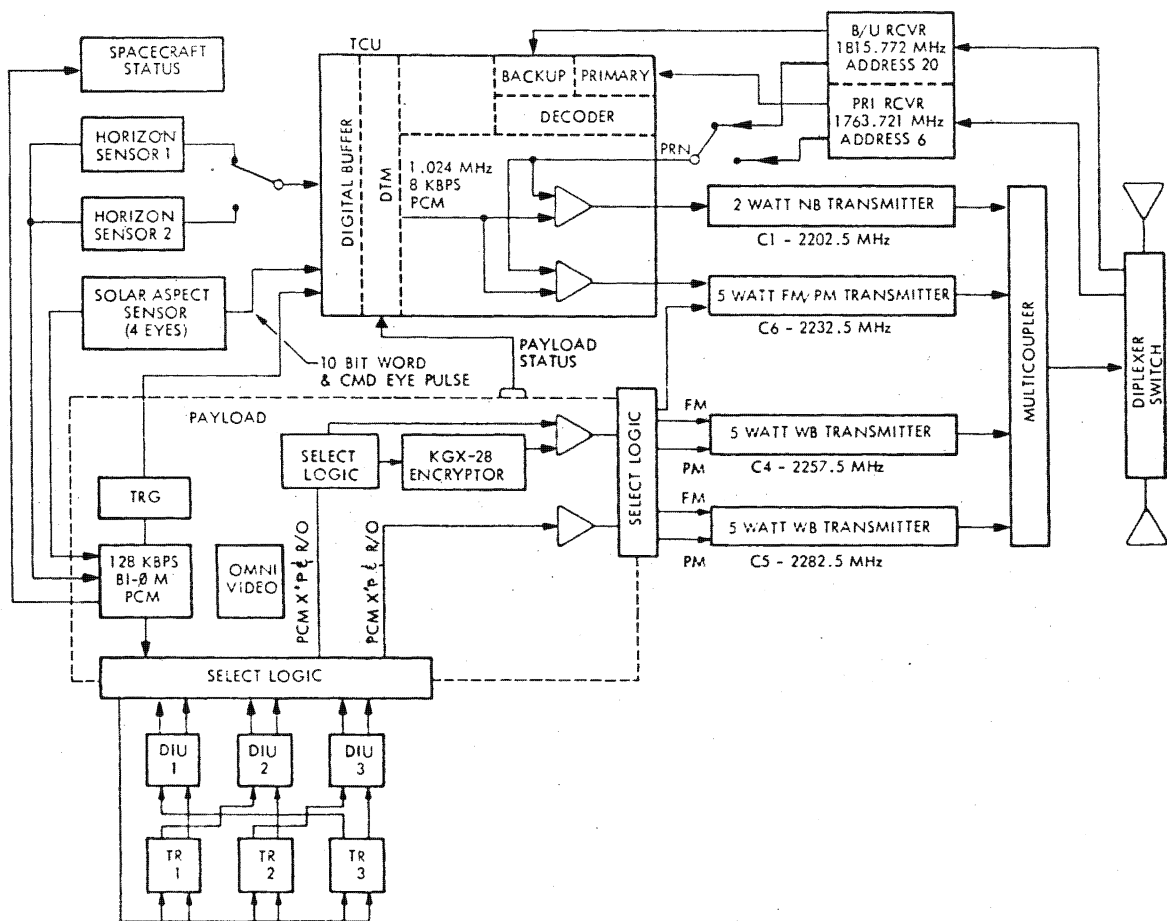 SPACECRAFT
STATUS
HORIZON
SENSOR 1
HORIZON
SENSOR 2
SOLAR ASPECT
SENSOR
(4 EYES)
TCU
DIGITAL BUFFER
DTM
BACKUP
PRIMARY
DECODER
1.024 MHz
8 KBPS
PCM
PRN
B/U RCVR
1815.772 MHz
ADDRESS 20
PRI RCVR
1763.721 MHz
ADDRESS 6
2 WATT NB TRANSMITTER
C1 - 2202.5 MHz
5 WATT FM/PM TRANSMITTER
C6 - 2232.5 MHz
MULTICOUPLER
DIPLEXER
SWITCH
10 BIT WORD
& CMD EYE PULSE
PAYLOAD
STATUS
PAYLOAD
SELECT
LOGIC
KGX-28
ENCRYPTOR
SELECT LOGIC
FM
5 WATT WB TRANSMITTER
PM
C4 - 2257.5 MHz
FM
5 WATT WB TRANSMITTER
PM
C5 - 2282.5 MHz
TRG
128 KBPS
BI-Ø M
PCM
OMNI
VIDEO
PCM X'P & R/O
PCM X'P & R/O
SELECT LOGIC
DIU
1
DIU
2
DIU
3
TR
1
TR
2
TR
3